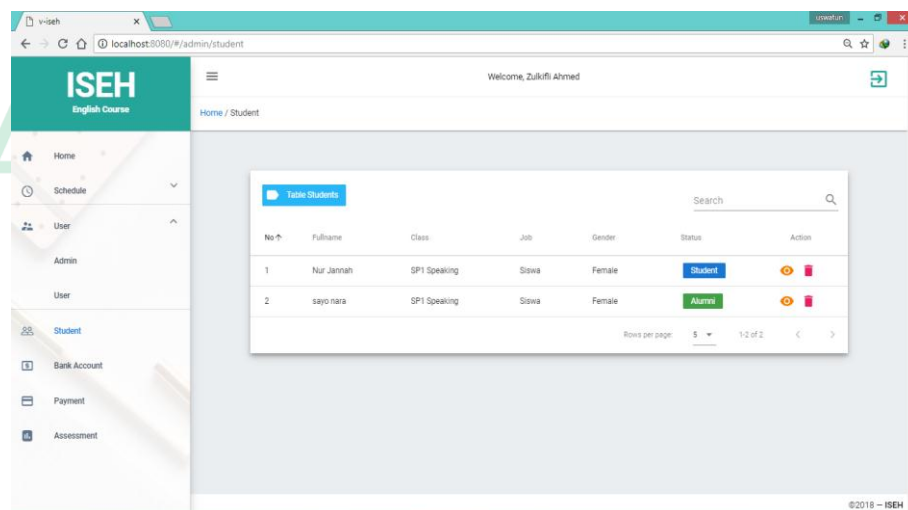 v-iseh
uswatun
localhost:8080/#/admin/student
ISEH
English Course
Welcome, Zulkifli Ahmed
Home / Student
Home
Schedule
User
Admin
User
Student
Bank Account
Payment
Assessment
Table Students
Search
No Fullname Class Job Gender Status Action
1 Nur Jannah SP1 Speaking Siswa Female Student
2 sayo nara SP1 Speaking Siswa Female Alumni
Rows per page: 5 1-2 of 2
©2018 — ISEH